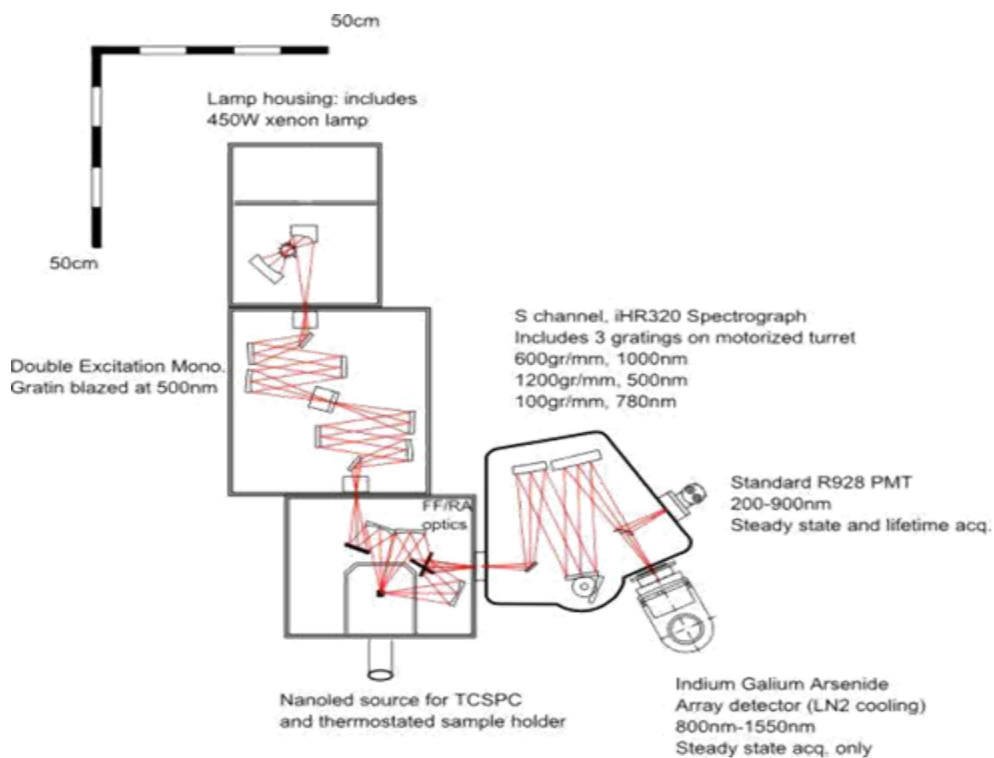 50cm
50cm
Lamp housing: includes
450W xenon lamp
Double Excitation Mono.
Gratin blazed at 500nm
S channel, iHR320 Spectrograph
Includes 3 gratings on motorized turret
600gr/mm, 1000nm
1200gr/mm, 500nm
100gr/mm, 780nm
FF/RA
optics
Standard R928 PMT
200-900nm
Steady state and lifetime acq.
Nanoled source for TCSPC
and thermostated sample holder
Indium Galium Arsenide
Array detector (LN2 cooling)
800nm-1550nm
Steady state acq. only